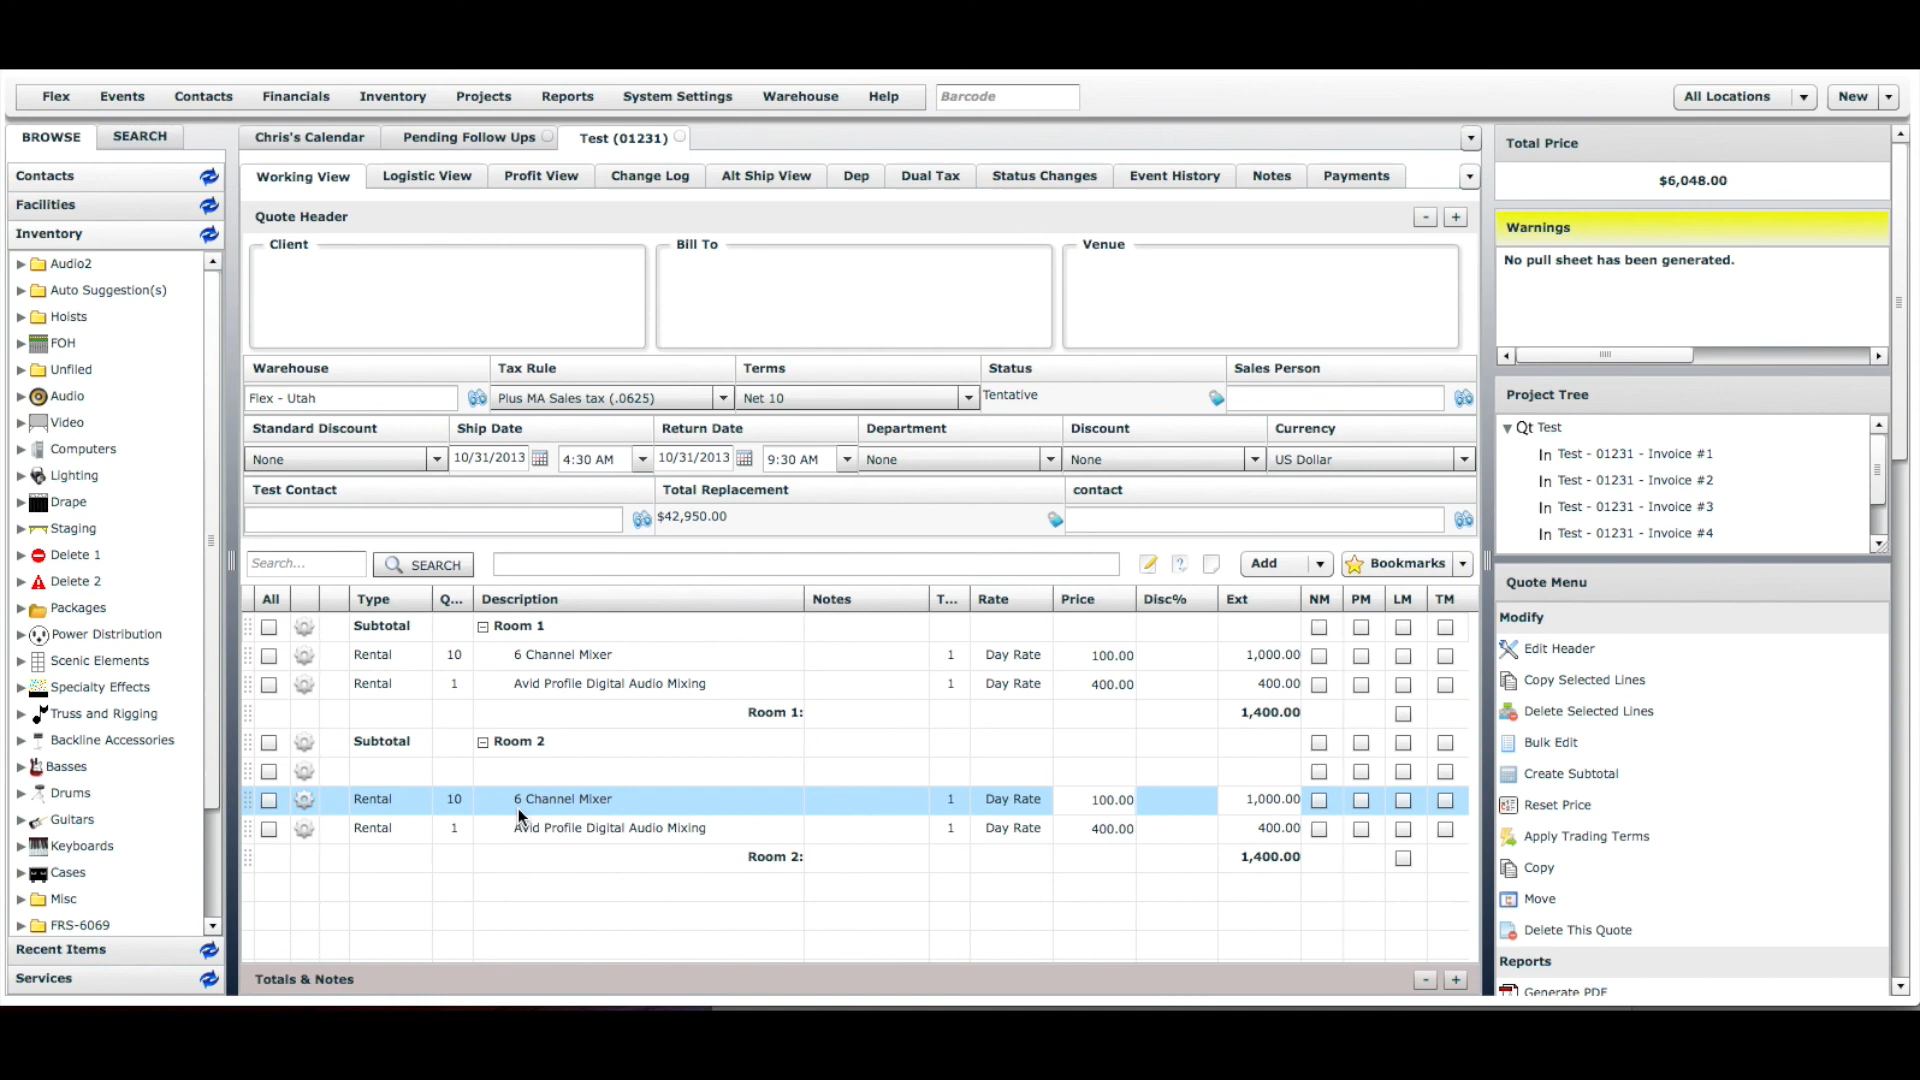 Flex Events Contacts Financials Inventory Projects Reports System Settings Warehouse Help Barcode All Locations New
BROWSE SEARCH
Contacts
Facilities
Inventory
Audio2
Auto Suggestion(s)
Hoists
FOH
Unfiled
Audio
Video
Computers
Lighting
Drape
Staging
Delete 1
Delete 2
Packages
Power Distribution
Scenic Elements
Specialty Effects
Truss and Rigging
Backline Accessories
Basses
Drums
Guitars
Keyboards
Cases
Misc
FRS-6069
Recent Items
Services
Chris's Calendar Pending Follow Ups Test (01231)
Working View Logistic View Profit View Change Log Alt Ship View Dep Dual Tax Status Changes Event History Notes Payments
Quote Header - +
Client Bill To Venue
Warehouse Tax Rule Terms Status Sales Person
Flex - Utah Plus MA Sales tax (.0625) Net 10 Tentative
Standard Discount Ship Date Return Date Department Discount Currency
None 10/31/2013 4:30 AM 10/31/2013 9:30 AM None None US Dollar
Test Contact Total Replacement contact
$42,950.00
Search... SEARCH Add Bookmarks
All Type Q... Description Notes T... Rate Price Disc% Ext NM PM LM TM
Subtotal Room 1
Rental 10 6 Channel Mixer 1 Day Rate 100.00 1,000.00
Rental 1 Avid Profile Digital Audio Mixing 1 Day Rate 400.00 400.00
Room 1: 1,400.00
Subtotal Room 2
Rental 10 6 Channel Mixer 1 Day Rate 100.00 1,000.00
Rental 1 Avid Profile Digital Audio Mixing 1 Day Rate 400.00 400.00
Room 2: 1,400.00
Totals & Notes - +
Total Price
$6,048.00
Warnings
No pull sheet has been generated.
Project Tree
Qt Test
In Test - 01231 - Invoice #1
In Test - 01231 - Invoice #2
In Test - 01231 - Invoice #3
In Test - 01231 - Invoice #4
Quote Menu
Modify
Edit Header
Copy Selected Lines
Delete Selected Lines
Bulk Edit
Create Subtotal
Reset Price
Apply Trading Terms
Copy
Move
Delete This Quote
Reports
Generate PDF